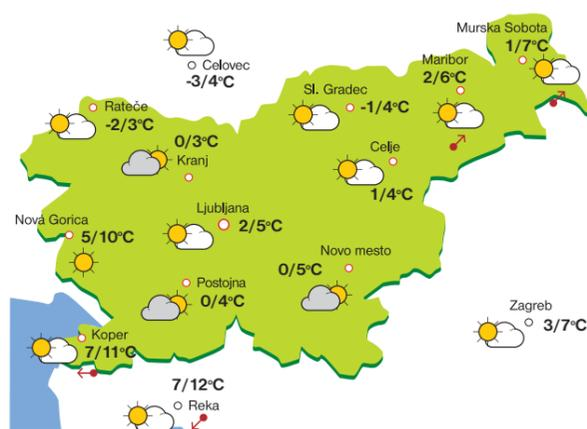 Murska Sobota
1/7°C
Celovec
-3/4°C
Maribor
2/6°C
Sl. Gradec
-1/4°C
Rateče
-2/3°C
0/3°C
Kranj
Celje
1/4°C
Ljubljana
2/5°C
Nova Gorica
5/10°C
Novo mesto
0/5°C
Postojna
0/4°C
Zagreb
3/7°C
Koper
7/11°C
7/12°C
Reka